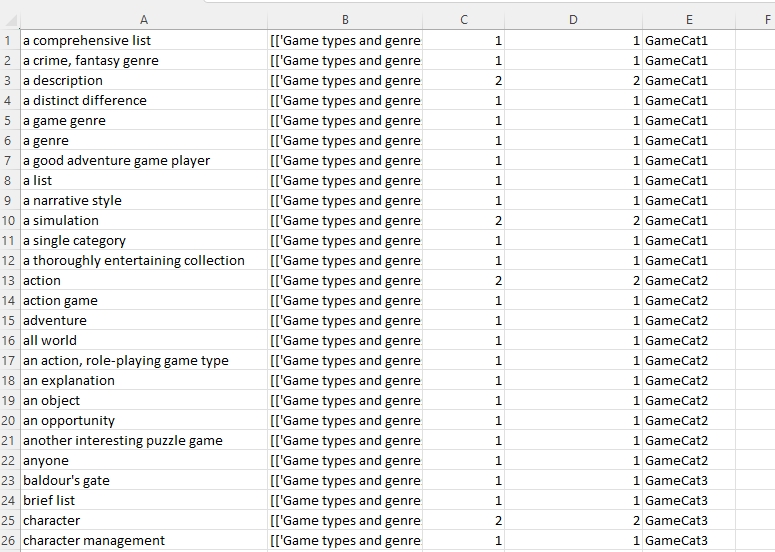 A B C D E F
1 a comprehensive list [['Game types and genre 1 1 GameCat1
2 a crime, fantasy genre [['Game types and genre 1 1 GameCat1
3 a description [['Game types and genre 2 2 GameCat1
4 a distinct difference [['Game types and genre 1 1 GameCat1
5 a game genre [['Game types and genre 1 1 GameCat1
6 a genre [['Game types and genre 1 1 GameCat1
7 a good adventure game player [['Game types and genre 1 1 GameCat1
8 a list [['Game types and genre 1 1 GameCat1
9 a narrative style [['Game types and genre 1 1 GameCat1
10 a simulation [['Game types and genre 2 2 GameCat1
11 a single category [['Game types and genre 1 1 GameCat1
12 a thoroughly entertaining collection [['Game types and genre 1 1 GameCat1
13 action [['Game types and genre 2 2 GameCat2
14 action game [['Game types and genre 1 1 GameCat2
15 adventure [['Game types and genre 1 1 GameCat2
16 all world [['Game types and genre 1 1 GameCat2
17 an action, role-playing game type [['Game types and genre 1 1 GameCat2
18 an explanation [['Game types and genre 1 1 GameCat2
19 an object [['Game types and genre 1 1 GameCat2
20 an opportunity [['Game types and genre 1 1 GameCat2
21 another interesting puzzle game [['Game types and genre 1 1 GameCat2
22 anyone [['Game types and genre 1 1 GameCat2
23 baldour's gate [['Game types and genre 1 1 GameCat3
24 brief list [['Game types and genre 1 1 GameCat3
25 character [['Game types and genre 2 2 GameCat3
26 character management [['Game types and genre 1 1 GameCat3